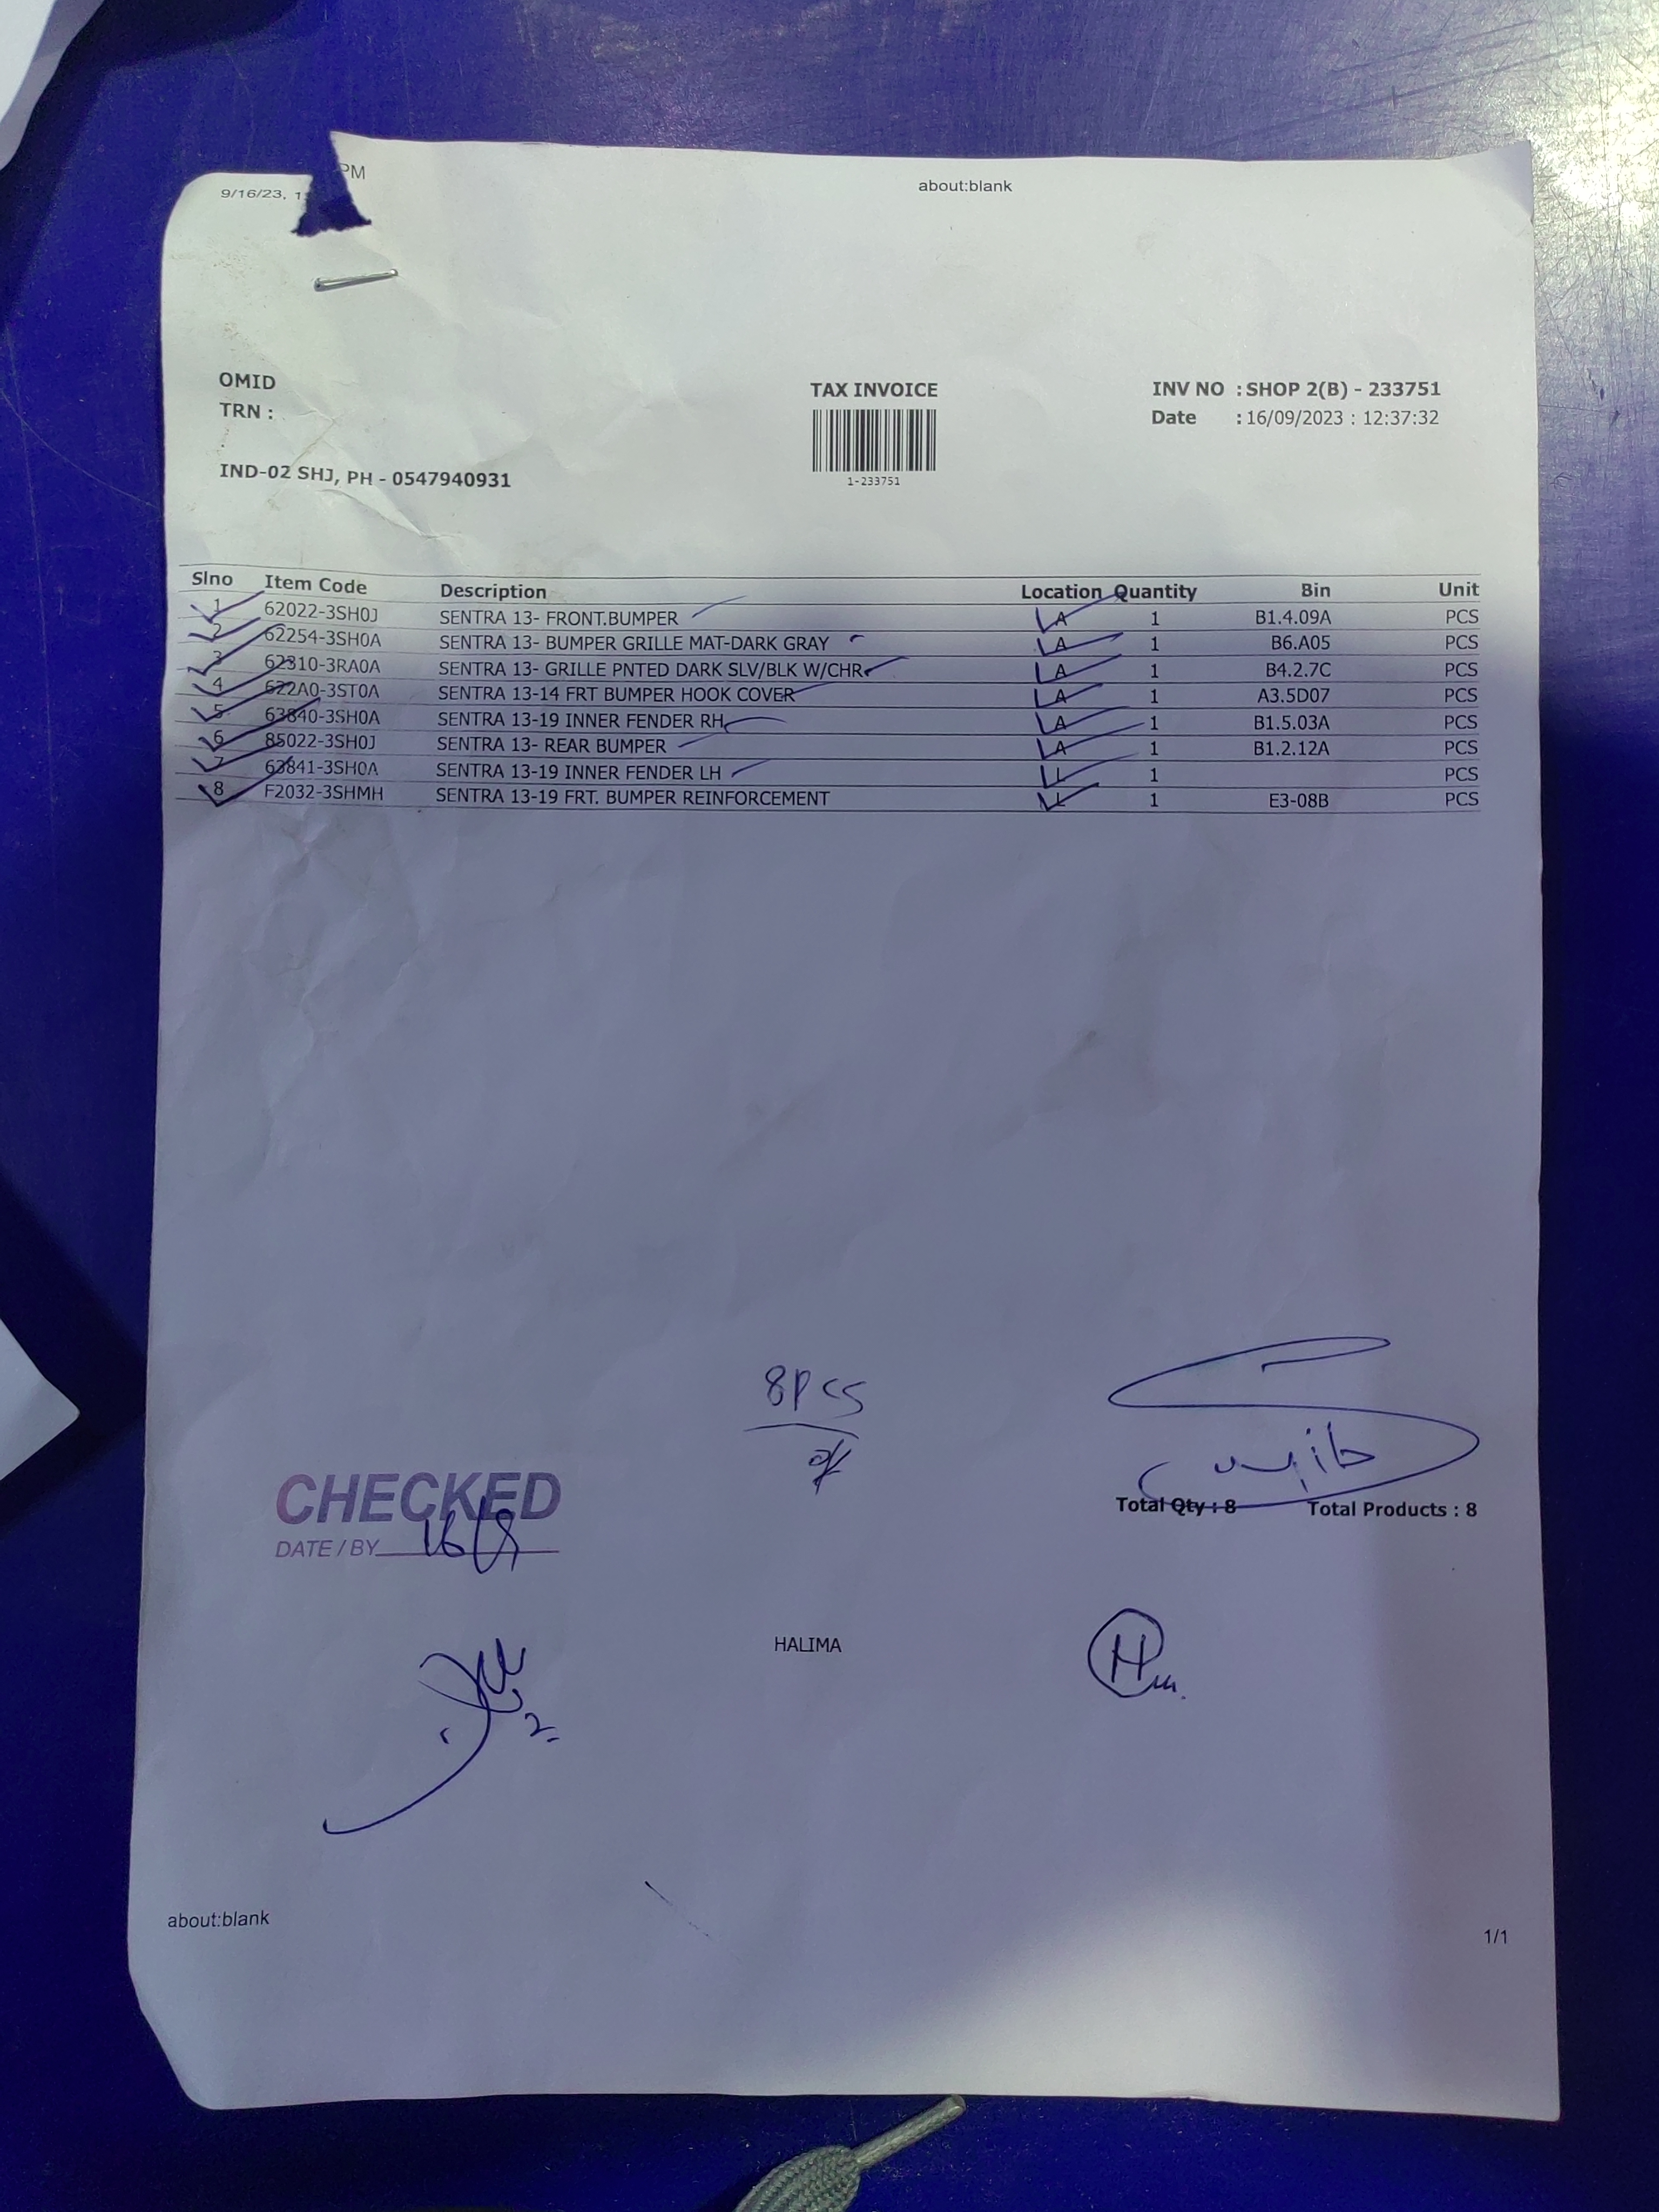 9/16/23, 1 PM about:blank
OMID TAX INVOICE INV NO : SHOP 2(B) - 233751
TRN : Date : 16/09/2023 : 12:37:32
.
IND-02 SHJ, PH - 0547940931
1-233751
Slno Item Code Description Location Quantity Bin Unit
1 62022-3SH0J SENTRA 13- FRONT.BUMPER A 1 B1.4.09A PCS
2 62254-3SH0A SENTRA 13- BUMPER GRILLE MAT-DARK GRAY A 1 B6.A05 PCS
3 62310-3RA0A SENTRA 13- GRILLE PNTED DARK SLV/BLK W/CHR A 1 B4.2.7C PCS
4 622A0-3ST0A SENTRA 13-14 FRT BUMPER HOOK COVER A 1 A3.5D07 PCS
5 63840-3SH0A SENTRA 13-19 INNER FENDER RH A 1 B1.5.03A PCS
6 85022-3SH0J SENTRA 13- REAR BUMPER A 1 B1.2.12A PCS
7 63841-3SH0A SENTRA 13-19 INNER FENDER LH L 1 PCS
8 F2032-3SHMH SENTRA 13-19 FRT. BUMPER REINFORCEMENT L 1 E3-08B PCS
8PCS
CHECKED
Total Qty : 8 Total Products : 8
DATE / BY 16/9
HALIMA H
about:blank
1/1